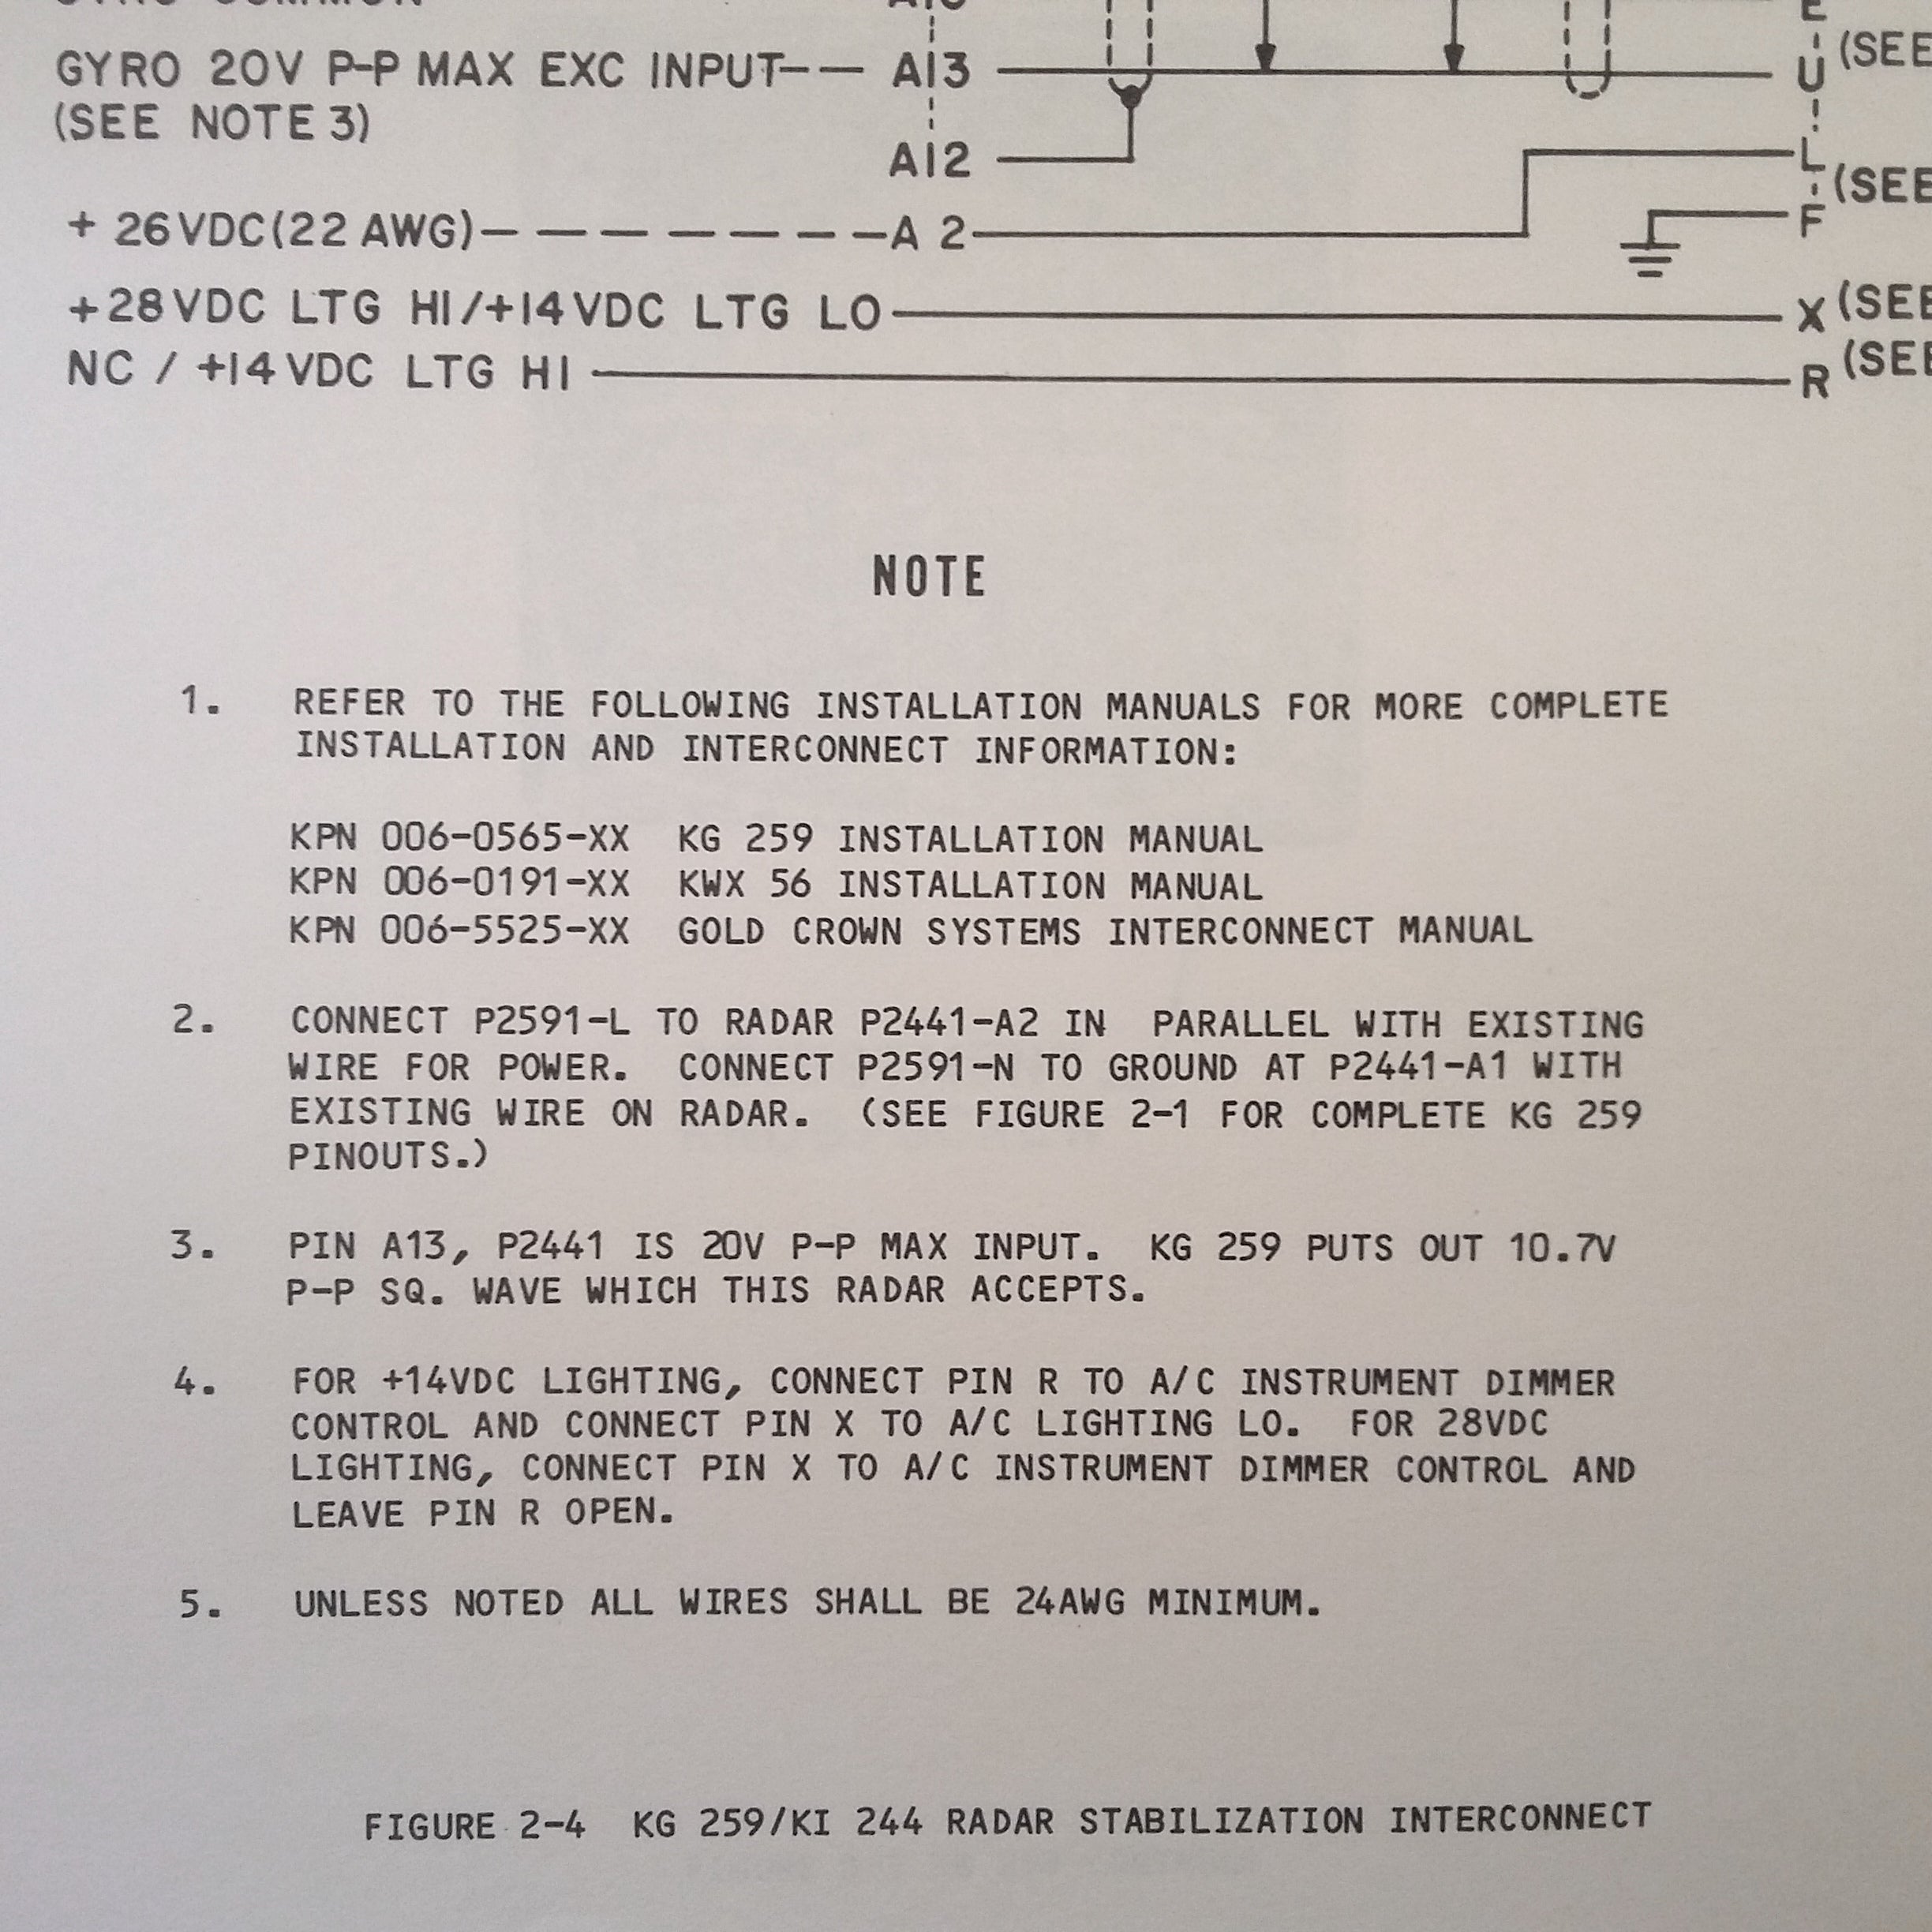 GYRO 20V P-P MAX EXC INPUT-- — A13 U (SEE
(SEE NOTE 3)
A12 L
+ 26VDC(22 AWG)— — — — — — —A 2 F (SEE
+28VDC LTG HI/+14VDC LTG LO X (SEE
NC / +14VDC LTG HI R (SEE
NOTE
1. REFER TO THE FOLLOWING INSTALLATION MANUALS FOR MORE COMPLETE
INSTALLATION AND INTERCONNECT INFORMATION:
KPN 006-0565-XX KG 259 INSTALLATION MANUAL
KPN 006-0191-XX KWX 56 INSTALLATION MANUAL
KPN 006-5525-XX GOLD CROWN SYSTEMS INTERCONNECT MANUAL
2. CONNECT P2591-L TO RADAR P2441-A2 IN PARALLEL WITH EXISTING
WIRE FOR POWER. CONNECT P2591-N TO GROUND AT P2441-A1 WITH
EXISTING WIRE ON RADAR. (SEE FIGURE 2-1 FOR COMPLETE KG 259
PINOUTS.)
3. PIN A13, P2441 IS 20V P-P MAX INPUT. KG 259 PUTS OUT 10.7V
P-P SQ. WAVE WHICH THIS RADAR ACCEPTS.
4. FOR +14VDC LIGHTING, CONNECT PIN R TO A/C INSTRUMENT DIMMER
CONTROL AND CONNECT PIN X TO A/C LIGHTING LO. FOR 28VDC
LIGHTING, CONNECT PIN X TO A/C INSTRUMENT DIMMER CONTROL AND
LEAVE PIN R OPEN.
5. UNLESS NOTED ALL WIRES SHALL BE 24AWG MINIMUM.
FIGURE 2-4 KG 259/KI 244 RADAR STABILIZATION INTERCONNECT